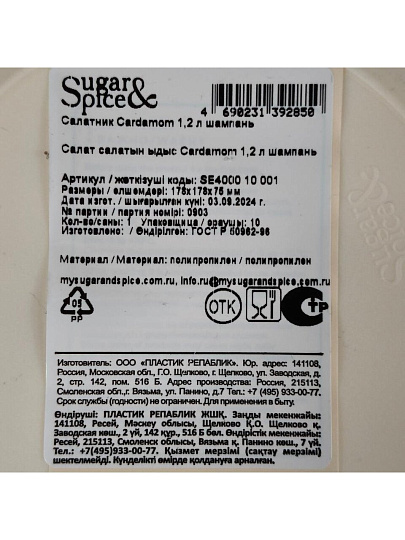 Sugar & Spice
4 690231 392850
Салатник Cardamom 1,2 л шампань
Салат салатын ыдыс Cardamom 1,2 л шампань
Артикул / жеткізуші коды: SE4000 10 001
Размеры / өлшемдері: 178х178х75 мм
Дата изгот. / шығарылған күні: 03.09.2024 г.
№ партии / партия номері: 0903
Кол-во/саны: 1 Упаковщица / ораушы: 10
Изготовлено: / Өндірілген: ГОСТ Р 50962-96
Материал / Материал: полипропилен / полипропилен
mysugarandspice.com.ru, info@mysugarandspice.com.ru
05
PP
ОТК
Изготовитель: ООО «ПЛАСТИК РЕПАБЛИК». Юр. адрес: 141108,
Россия, Московская обл., Г.О. Щелково, г. Щелково, ул. Заводская, д.
2, стр. 142, пом. 516 Б. Адрес производства: Россия, 215113,
Смоленская обл., г. Вязьма, ул. Панино, д.7 Тел.: +7 (495) 933-00-77.
Срок службы (годности) не ограничен. Для применения в быту.
Өндіруші: ПЛАСТИК РЕПАБЛИК ЖШҚ. Заңды мекенжайы:
141108, Ресей, Мәскеу облысы, Щелково Қ.О. Щелково қ.
Заводская көш., 2 үй, 142 құр., 516 Б бөл. Өндірістік мекенжайы:
Ресей, 215113, Смоленск облысы, Вязьма қ. Панино көш., 7 үй.
Тел.: +7(495)933-00-77. Қызмет мерзімі (сақтау мерзімі)
шектелмейді. Күнделікті өмірде қолдануға арналған.